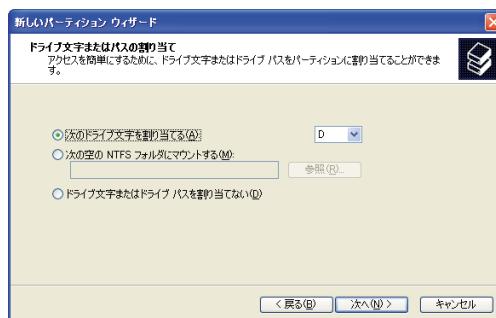 新しいパーティション ウィザード
ドライブ文字またはパスの割り当て
アクセスを簡単にするために、ドライブ文字またはドライブ パスをパーティションに割り当てることができま
す。
次のドライブ文字を割り当てる(A):
D
次の空の NTFS フォルダにマウントする(M):
参照(R)...
ドライブ文字またはドライブ パスを割り当てない(D)
< 戻る(B)
次へ(N) >
キャンセル